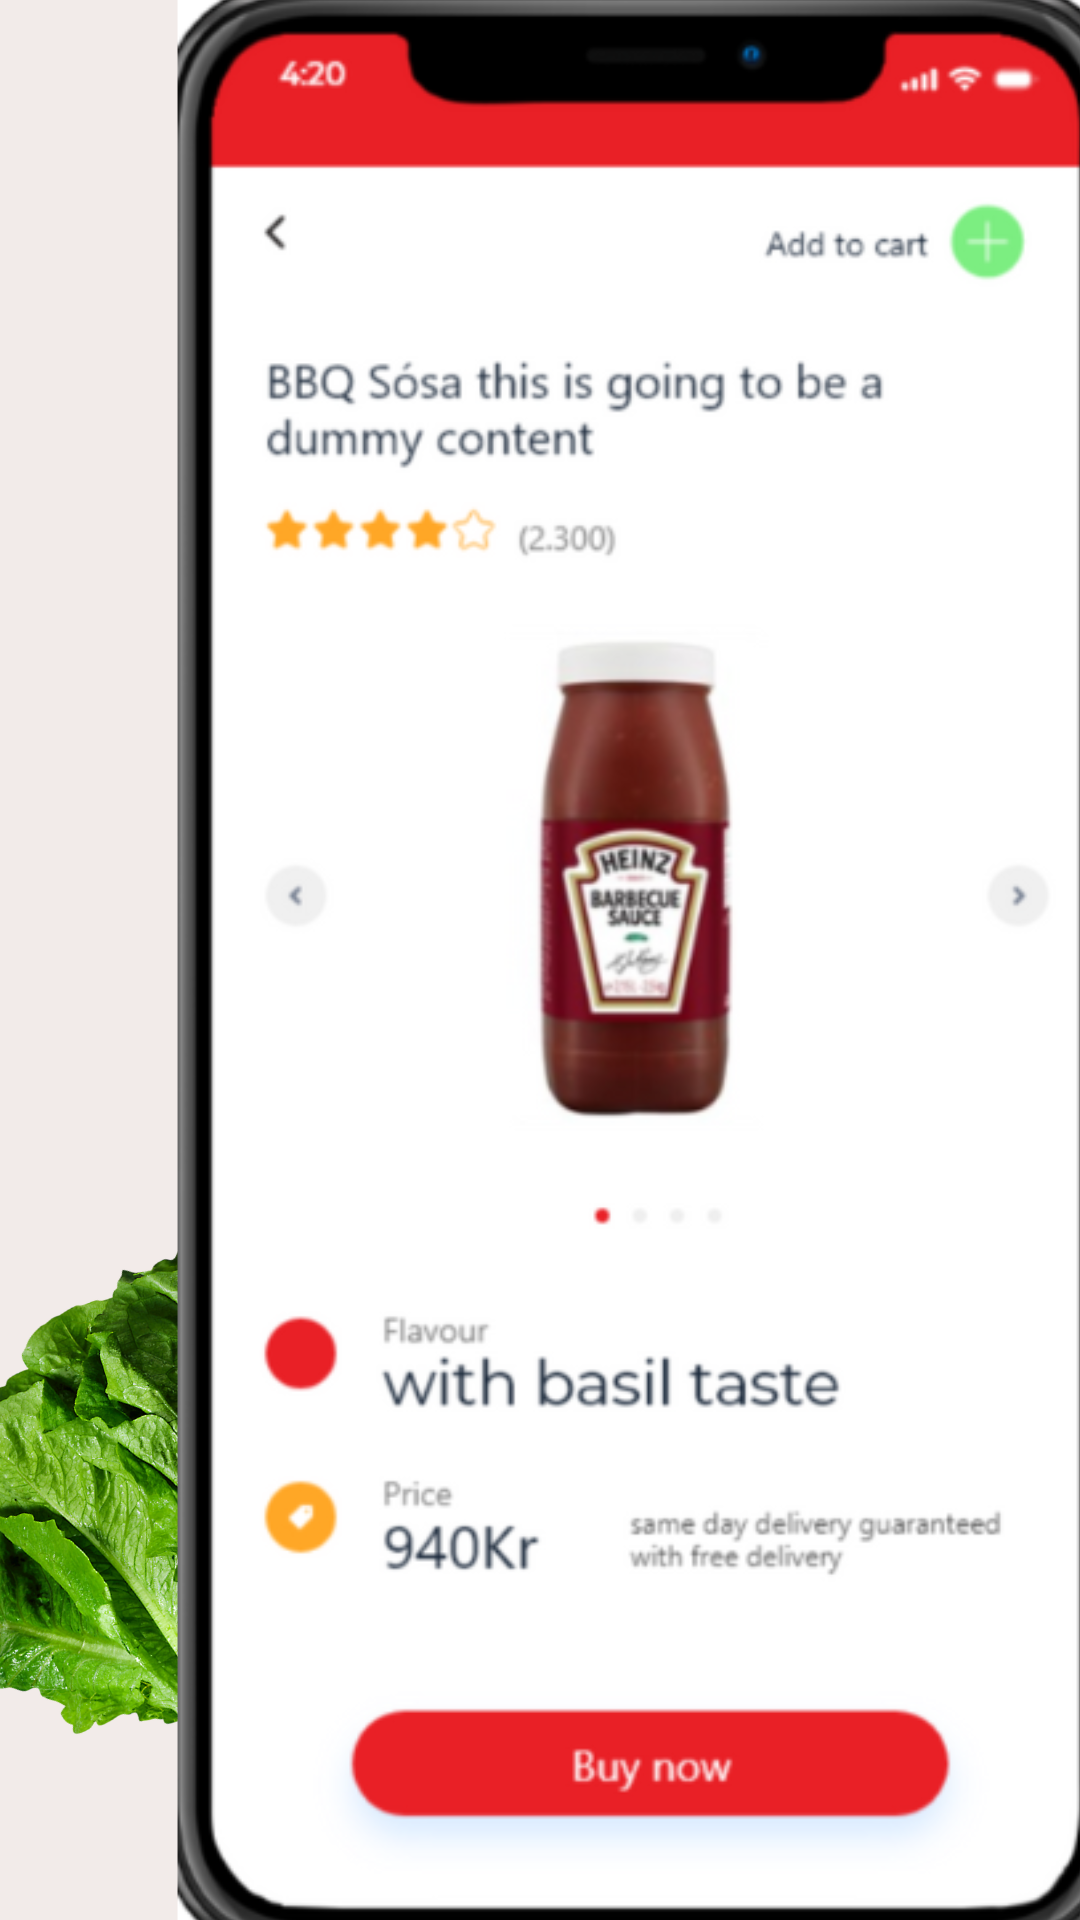 4:20
Add to cart
BBQ Sósa this is going to be a
dummy content
(2.300)
HEINZ
BARBECUE
SAUCE
Flavour
with basil taste
Price
940Kr
same day delivery guaranteed
with free delivery
Buy now